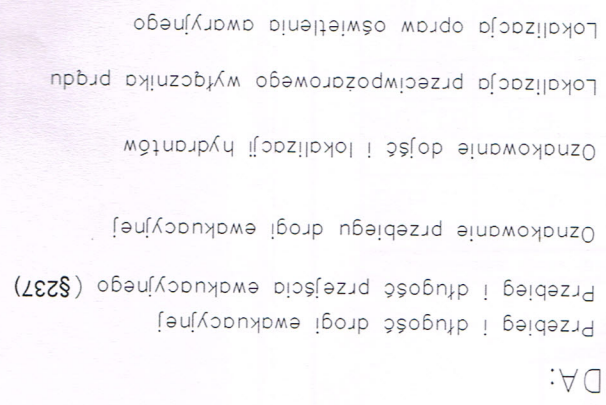 DA:
Przebieg i długość drogi ewakuacyjnej
Przebieg i długość przejścia ewakuacyjnego (§237)
Oznakowanie przebiegu drogi ewakuacyjnej
Oznakowanie dojść i lokalizacji hydrantów
Lokalizacja przeciwpożarowego wyłącznika prądu
Lokalizacja opraw oświetlenia awaryjnego